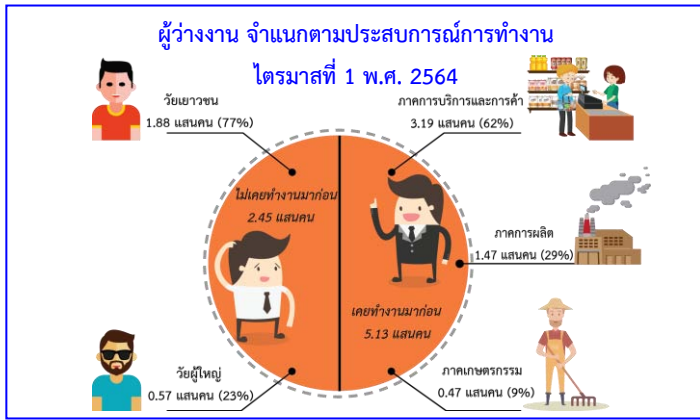 ผู้ว่างงาน จำแนกตามประสบการณ์การทำงาน
ไตรมาสที่ 1 พ.ศ. 2564
วัยเยาวชน
1.88 แสนคน (77%)
ภาคการบริการและการค้า
3.19 แสนคน (62%)
ไม่เคยทำงานมาก่อน
2.45 แสนคน
ภาคการผลิต
1.47 แสนคน (29%)
เคยทำงานมาก่อน
5.13 แสนคน
วัยผู้ใหญ่
0.57 แสนคน (23%)
ภาคเกษตรกรรม
0.47 แสนคน (9%)